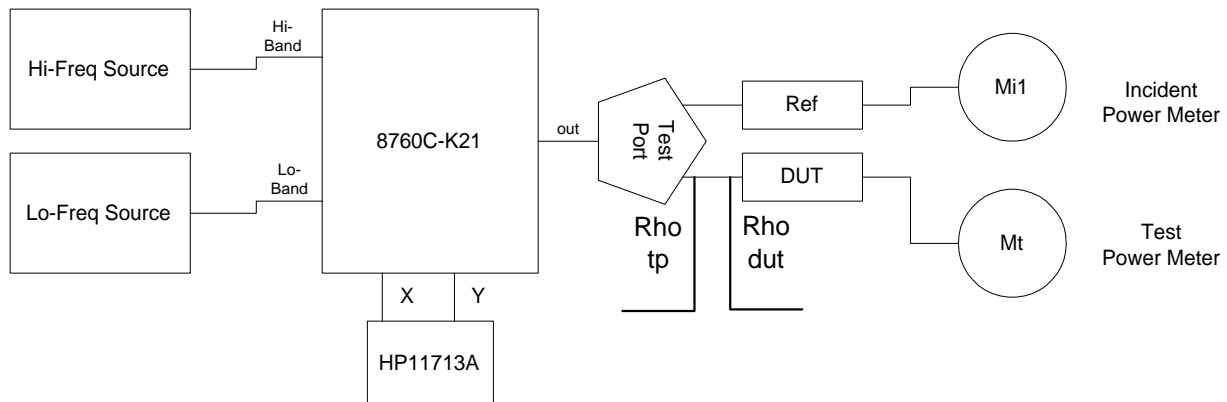 Hi-Freq Source
Hi-
Band
8760C-K21
out
Test
Port
Ref
Mi1
Incident
Power Meter
Lo-Freq Source
Lo-
Band
DUT
Rho
tp
Rho
dut
Mt
Test
Power Meter
X
Y
HP11713A